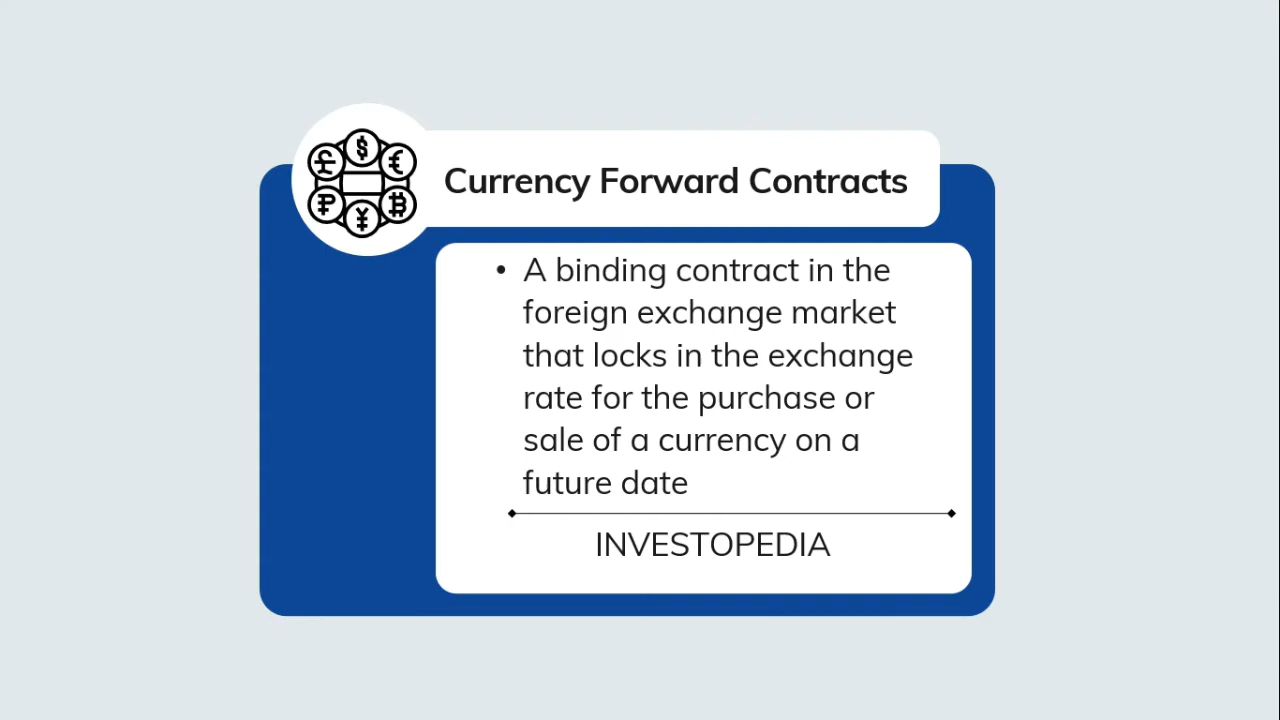 Currency Forward Contracts
• A binding contract in the
foreign exchange market
that locks in the exchange
rate for the purchase or
sale of a currency on a
future date
INVESTOPEDIA